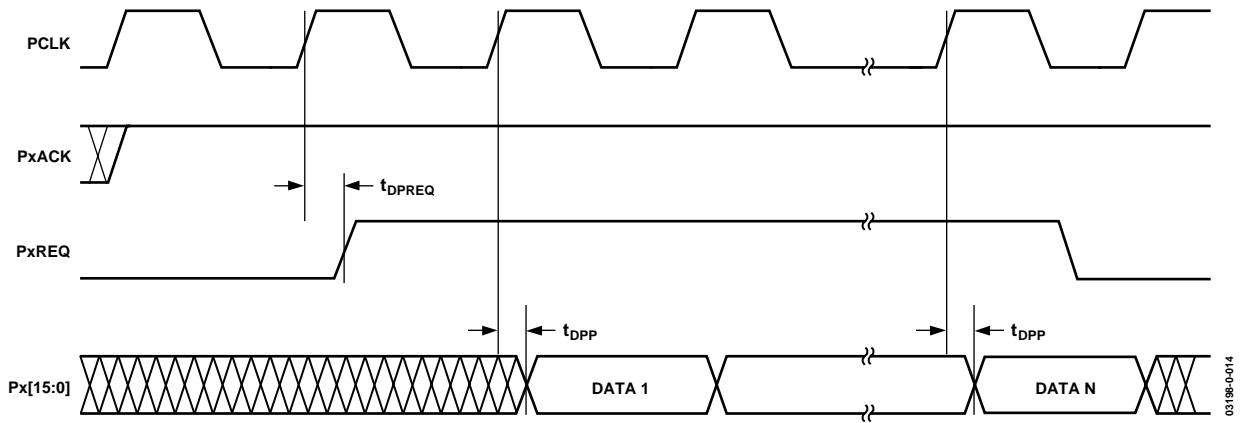 PCLK
PxACK
tDPREQ
PxREQ
tDPP
tDPP
Px[15:0]
DATA 1
DATA N
03198-0-014